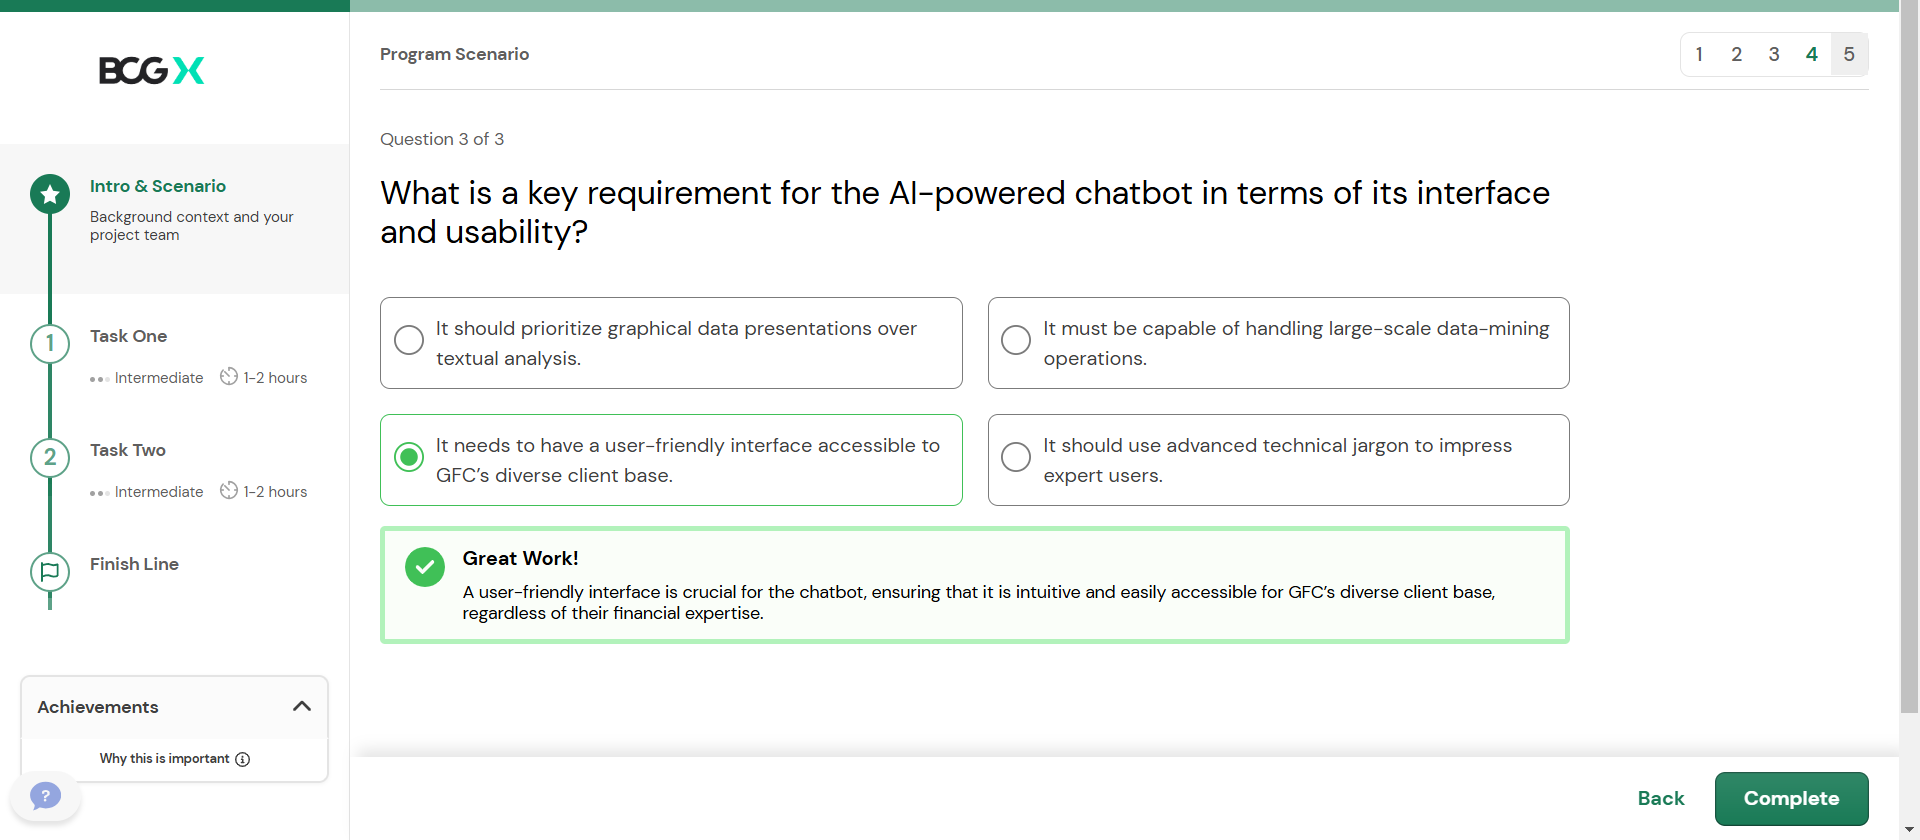 BCG X
Program Scenario
1 2 3 4 5
Intro & Scenario
Background context and your
project team
1
Task One
Intermediate 1-2 hours
2
Task Two
Intermediate 1-2 hours
Finish Line
Achievements
Why this is important
?
Question 3 of 3
What is a key requirement for the AI-powered chatbot in terms of its interface
and usability?
It should prioritize graphical data presentations over
textual analysis.
It must be capable of handling large-scale data-mining
operations.
It needs to have a user-friendly interface accessible to
GFC’s diverse client base.
It should use advanced technical jargon to impress
expert users.
Great Work!
A user-friendly interface is crucial for the chatbot, ensuring that it is intuitive and easily accessible for GFC’s diverse client base,
regardless of their financial expertise.
Back
Complete